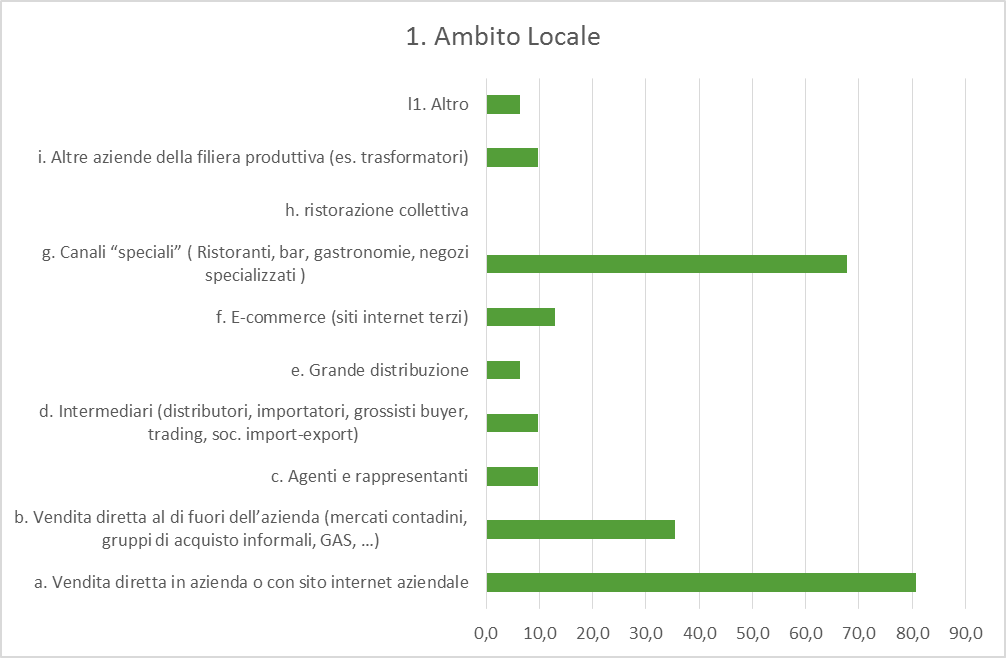 1. Ambito Locale
l1. Altro
i. Altre aziende della filiera produttiva (es. trasformatori)
h. ristorazione collettiva
g. Canali “speliali” ( Ristoranti, bar, gastronomie, negozi
specializzati )
f. E-commerce (siti internet terzi)
e. Grande distribuzione
d. Intermediari (distributori, importatori, grossisti buyer,
trading, soc. import-export)
c. Agenti e rappresentanti
b. Vendita diretta al di fuori dell’azienda (mercati contadini,
gruppi di acquisto informali, GAS, …)
a. Vendita diretta in azienda o con sito internet aziendale
0,0 10,0 20,0 30,0 40,0 50,0 60,0 70,0 80,0 90,0